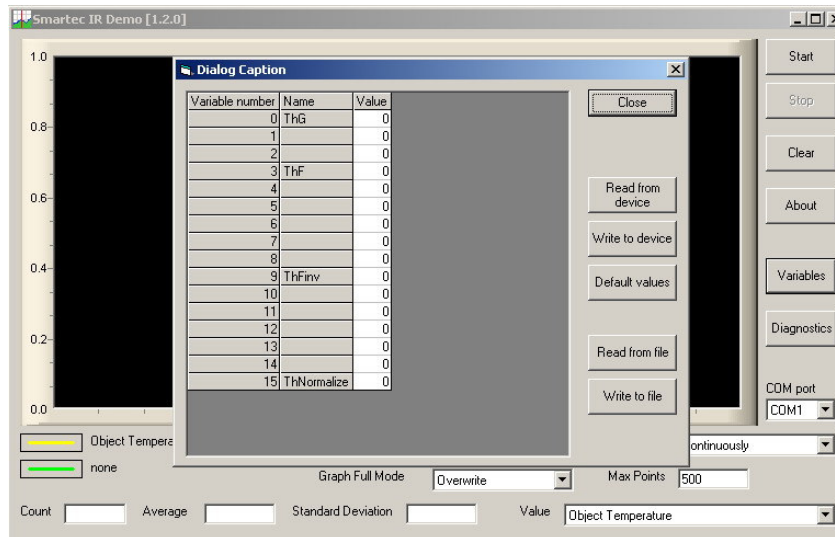 Smartec IR Demo [1.2.0]
Dialog Caption
Variable number Name Value
0 ThG 0
1 0
2 0
3 ThF 0
4 0
5 0
6 0
7 0
8 0
9 ThFinv 0
10 0
11 0
12 0
13 0
14 0
15 ThNormalize 0
Close
Read from
device
Write to device
Default values
Read from file
Write to file
1.0
0.8
0.6
0.4
0.2
0.0
Start
Stop
Clear
About
Variables
Diagnostics
COM port
COM1
Object Tempera
ontinuously
none
Graph Full Mode Overwrite Max Points 500
Count Average Standard Deviation Value Object Temperature